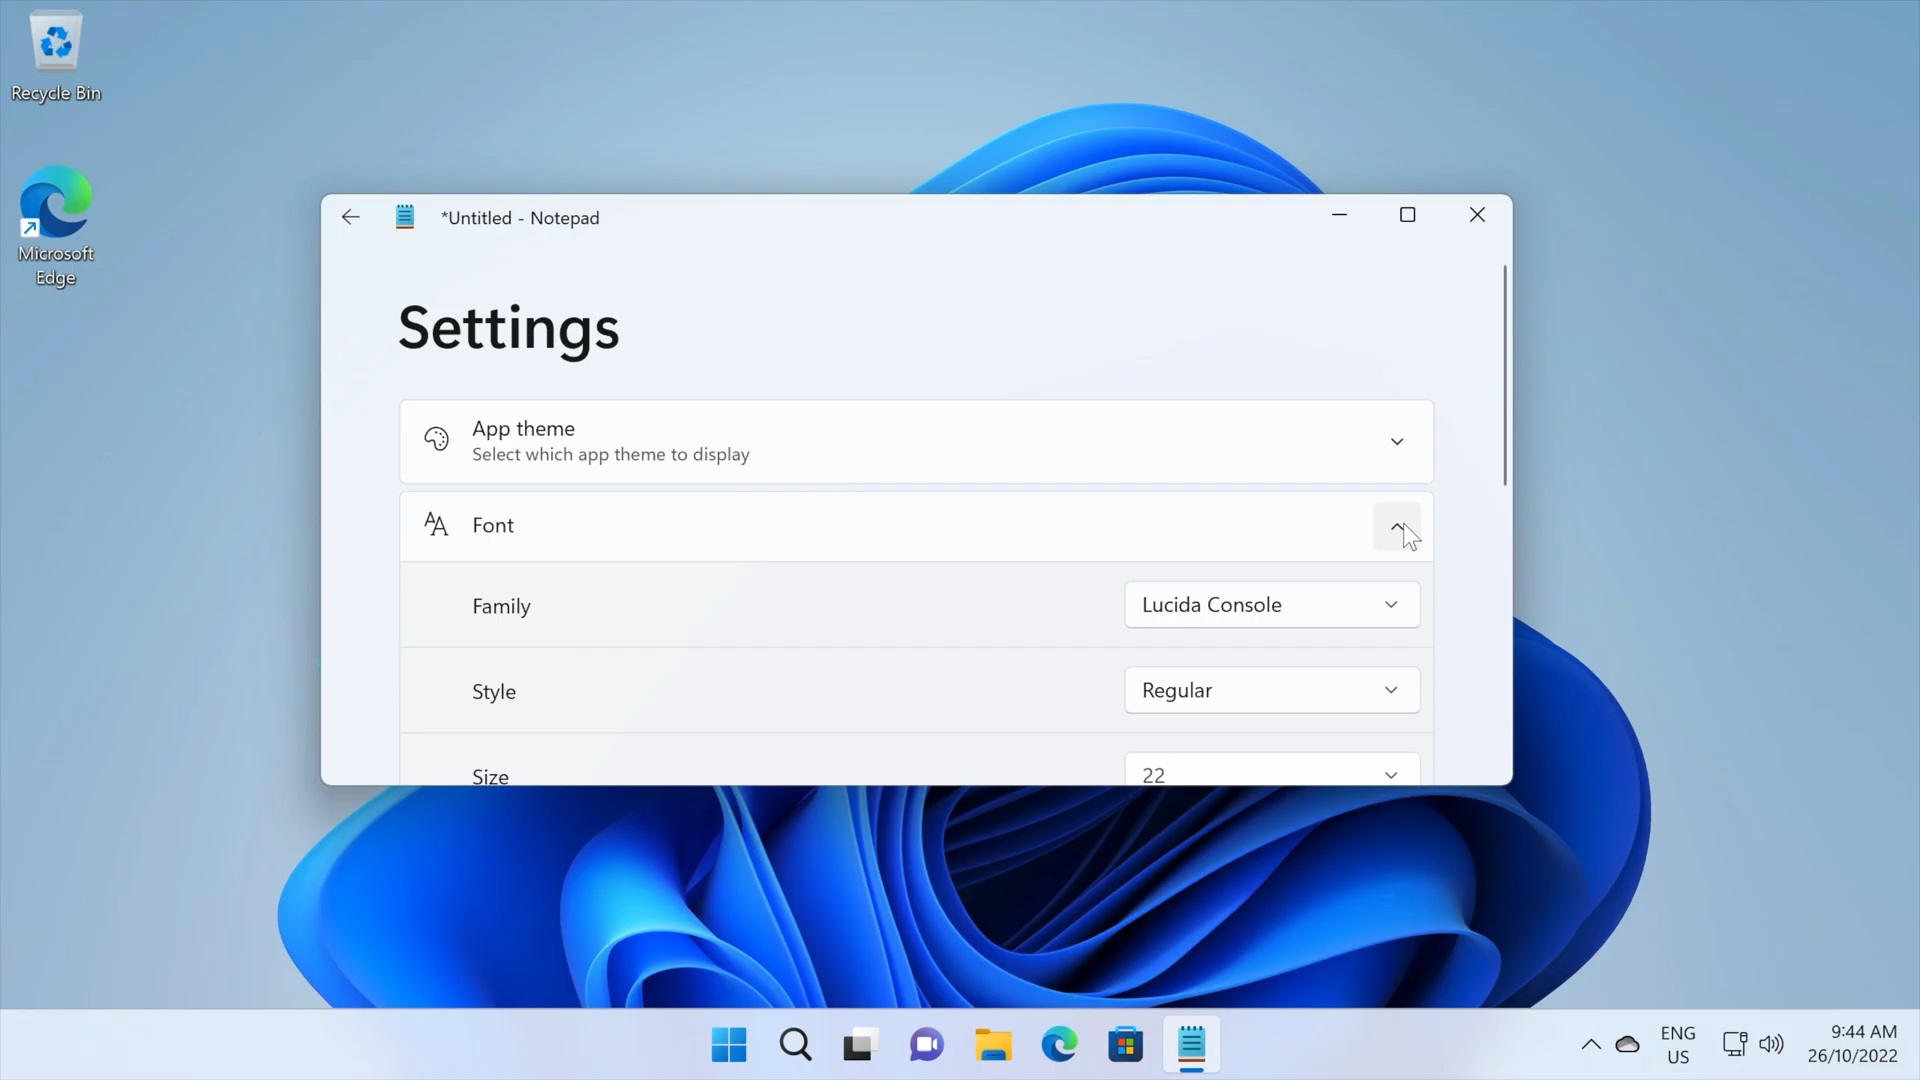 Recycle Bin
Microsoft
Edge
*Untitled - Notepad
Settings
App theme
Select which app theme to display
Font
Family
Lucida Console
Style
Regular
Size
22
ENG
US
9:44 AM
26/10/2022